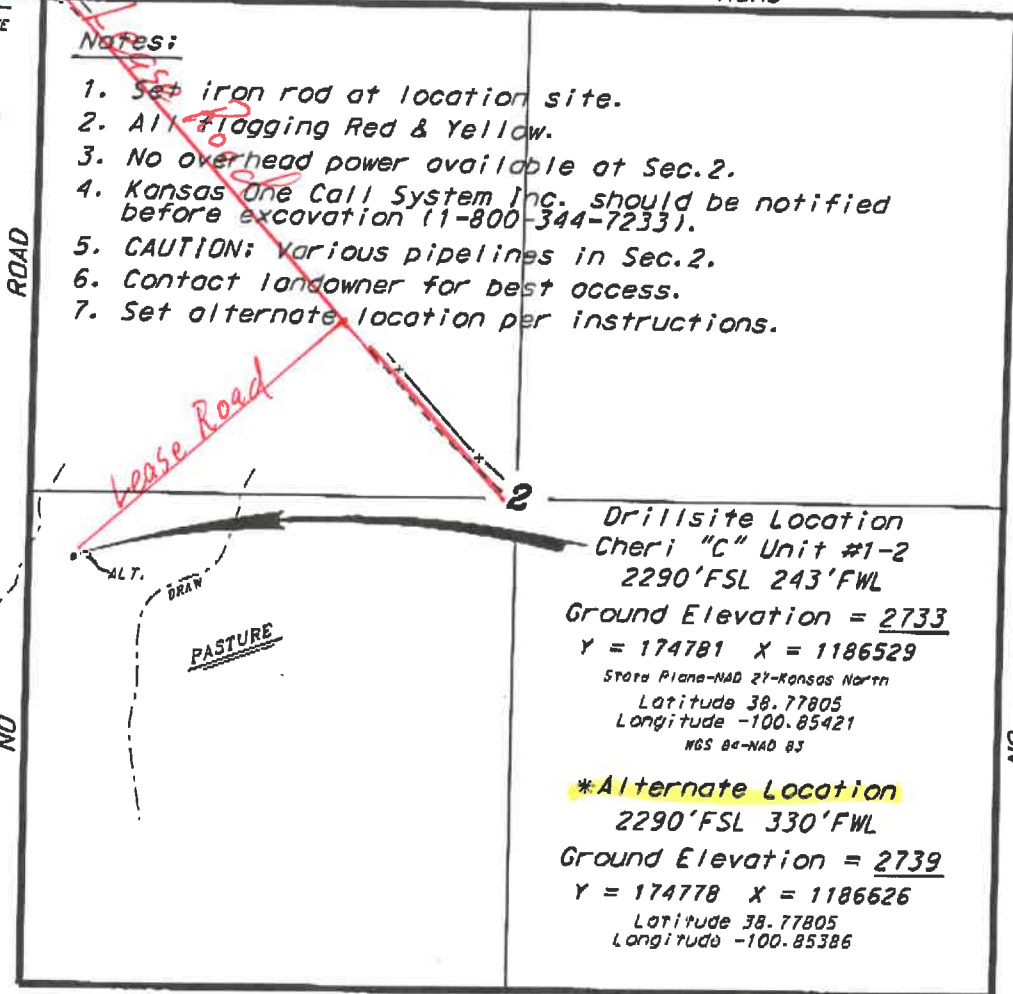 ROAD
Notes:
1. Set iron rod at location site.
2. All flagging Red & Yellow.
3. No overhead power available at Sec.2.
4. Kansas One Call System Inc. should be notified
before excavation (1-800-344-7233).
5. CAUTION: Various pipelines in Sec.2.
6. Contact landowner for best access.
7. Set alternate location per instructions.
Lease Road
ROAD
Lease Road
2
ALT.
DRAW
PASTURE
NO
Drillsite Location
Cheri "C" Unit #1-2
2290'FSL 243'FWL
Ground Elevation = 2733
Y = 174781 X = 1186529
State Plane-NAD 27-Kansas North
Latitude 38.77805
Longitude -100.85421
WGS 84-NAD 83
*Alternate Location
2290'FSL 330'FWL
Ground Elevation = 2739
Y = 174778 X = 1186626
Latitude 38.77805
Longitude -100.85386